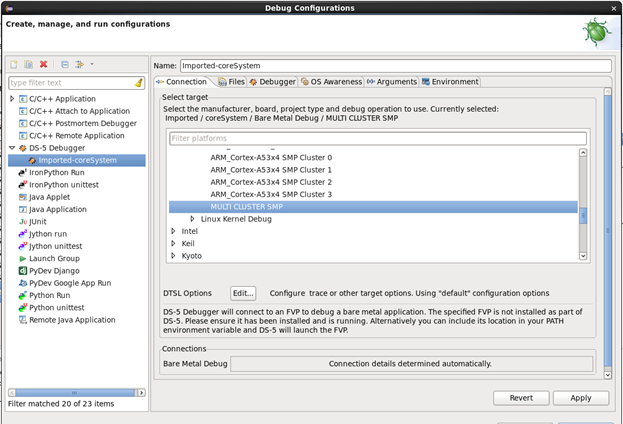 Debug Configurations
Create, manage, and run configurations
Name: Imported-coreSystem
type filter text
C/C++ Application
C/C++ Attach to Application
C/C++ Postmortem Debugger
C/C++ Remote Application
DS-5 Debugger
Imported-coreSystem
IronPython Run
IronPython unittest
Java Applet
Java Application
JUnit
Jython run
Jython unittest
Launch Group
PyDev Django
PyDev Google App Run
Python Run
Python unittest
Remote Java Application
Filter matched 20 of 23 items
Connection Files Debugger OS Awareness Arguments Environment
Select target
Select the manufacturer, board, project type and debug operation to use. Currently selected:
Imported / coreSystem / Bare Metal Debug / MULTI CLUSTER SMP
Filter platforms
ARM_Cortex-A53x4 SMP Cluster 0
ARM_Cortex-A53x4 SMP Cluster 1
ARM_Cortex-A53x4 SMP Cluster 2
ARM_Cortex-A53x4 SMP Cluster 3
MULTI CLUSTER SMP
Linux Kernel Debug
Intel
Keil
Kyoto
DTSL Options Edit... Configure trace or other target options. Using "default" configuration options
DS-5 Debugger will connect to an FVP to debug a bare metal application. The specified FVP is not installed as part of
DS-5. Please ensure it has been installed and is running. Alternatively you can include its location in your PATH
environment variable and DS-5 will launch the FVP.
Connections
Bare Metal Debug Connection details determined automatically.
Revert Apply